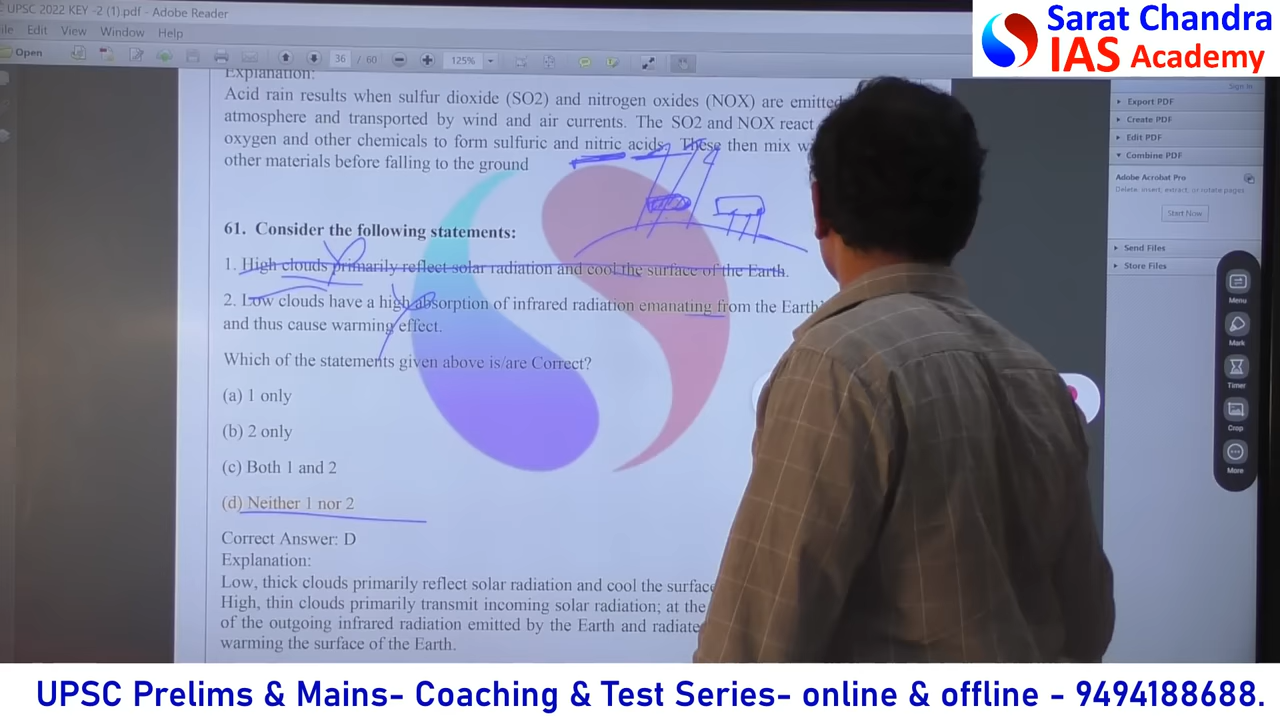 UPSC 2022 KEY -2 (1).pdf - Adobe Reader
Sarat Chandra
IAS Academy
File Edit View Window Help
Open
36 / 60
125%
Sign In
Export PDF
Create PDF
Edit PDF
Combine PDF
Adobe Acrobat Pro
Delete, insert, extract, or rotate pages.
Start Now
Send Files
Store Files
Menu
Mark
Timer
Crop
More
Explanation:
Acid rain results when sulfur dioxide (SO2) and nitrogen oxides (NOX) are emitted
atmosphere and transported by wind and air currents. The SO2 and NOX react
oxygen and other chemicals to form sulfuric and nitric acids. These then mix
other materials before falling to the ground
61. Consider the following statements:
1. High clouds primarily reflect solar radiation and cool the surface of the Earth.
2. Low clouds have a high absorption of infrared radiation emanating from the Earth
and thus cause warming effect.
Which of the statements given above is/are Correct?
(a) 1 only
(b) 2 only
(c) Both 1 and 2
(d) Neither 1 nor 2
Correct Answer: D
Explanation:
Low, thick clouds primarily reflect solar radiation and cool the surface
High, thin clouds primarily transmit incoming solar radiation; at the
of the outgoing infrared radiation emitted by the Earth and
warming the surface of the Earth.
UPSC Prelims & Mains- Coaching & Test Series- online & offline - 9494188688.